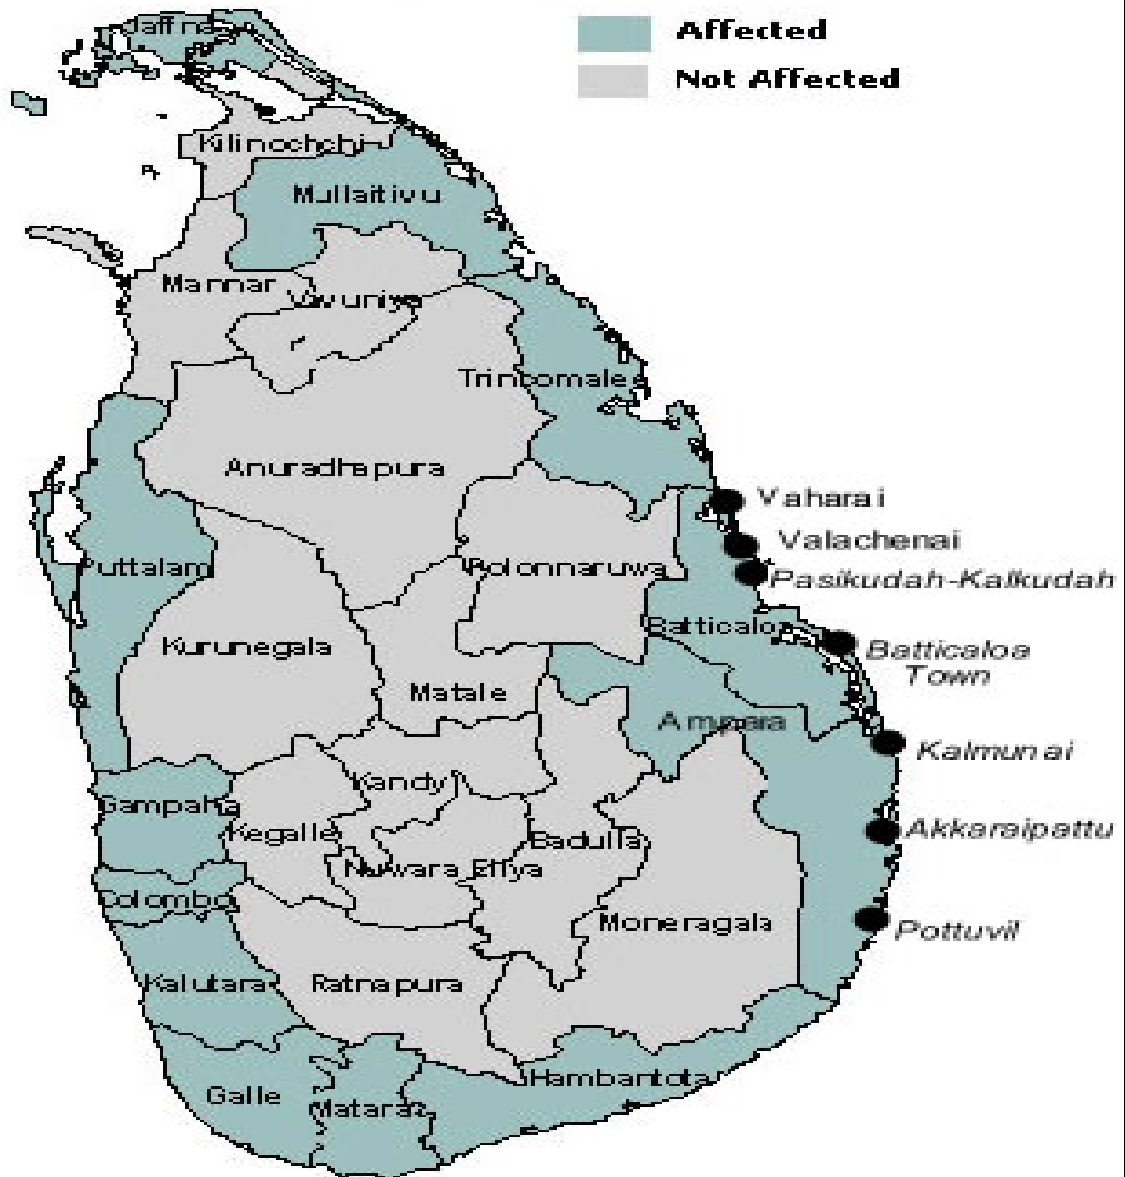 Affected
Not Affected
Jaffna
Kilinochchi
Mullaitivu
Mannar
Vavuniya
Trincomalee
Anuradhapura
Vaharai
Valachenai
Puttalam
Polonnaruwa
Pasikudah-Kalkudah
Batticaloa
Kurunegala
Batticaloa
Town
Matale
Ampara
Kalmunai
Kandy
Gampaha
Kegalle
Badulla
Akkaraipattu
Nuwara Eliya
Colombo
Moneragala
Pottuvil
Kalutara
Ratnapura
Hambantota
Galle
Matara